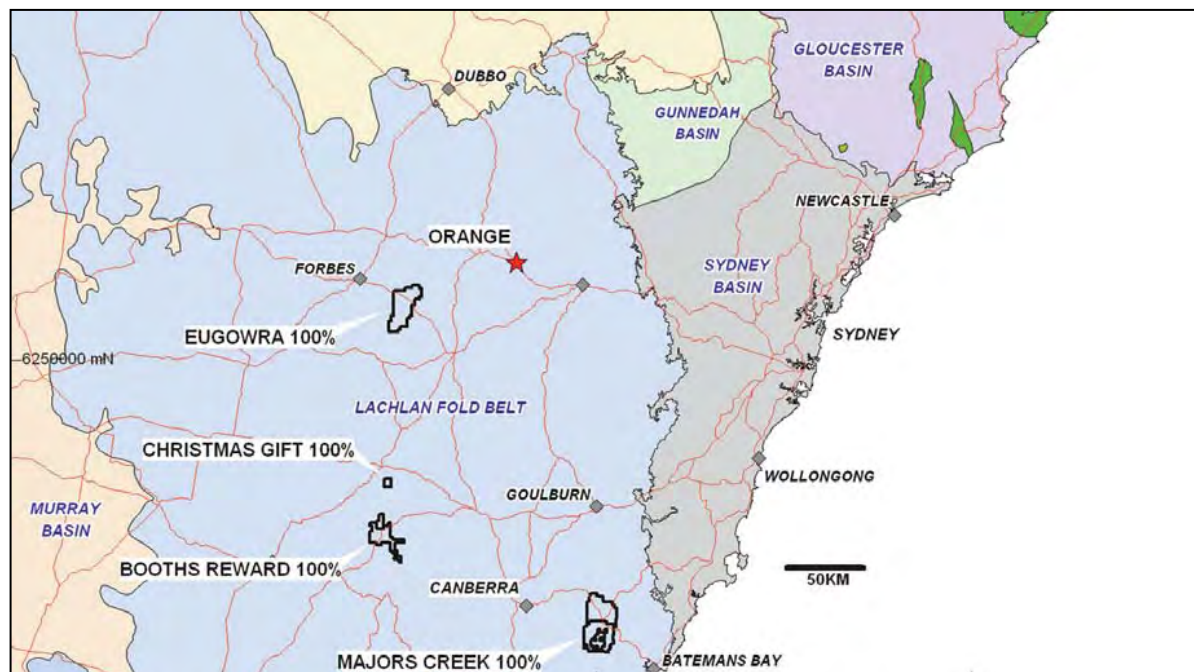 GLOUCESTER
BASIN
DUBBO
GUNNEDAH
BASIN
NEWCASTLE
ORANGE
FORBES
SYDNEY
BASIN
EUGOWRA 100%
SYDNEY
6250000 mN
LACHLAN FOLD BELT
CHRISTMAS GIFT 100%
WOLLONGONG
GOULBURN
MURRAY
BASIN
BOOTHS REWARD 100%
50KM
CANBERRA
MAJORS CREEK 100%
BATEMANS BAY